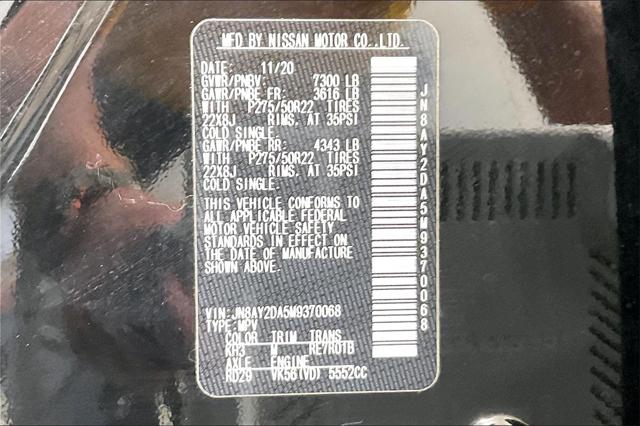 MFD BY NISSAN MOTOR CO.,LTD.
DATE: 11/20
GVWR/PNBV: 7300 LB
GAWR/PNBE FR: 3616 LB
WITH P275/50R22 TIRES
22X8J RIMS. AT 35PSI
COLD SINGLE.
GAWR/PNBE RR: 4343 LB
WITH P275/50R22 TIRES
22X8J RIMS. AT 35PSI
COLD SINGLE.
THIS VEHICLE CONFORMS TO
ALL APPLICABLE FEDERAL
MOTOR VEHICLE SAFETY
STANDARDS IN EFFECT ON
THE DATE OF MANUFACTURE
SHOWN ABOVE.
VIN:JN8AY2DA5M9370068
TYPE:MPV
COLOR TRIM TRANS
KH3 M RE7R01B
AXLE ENGINE
RD29 VK56(VD) 5552CC
JN8AY2DA5M9370068